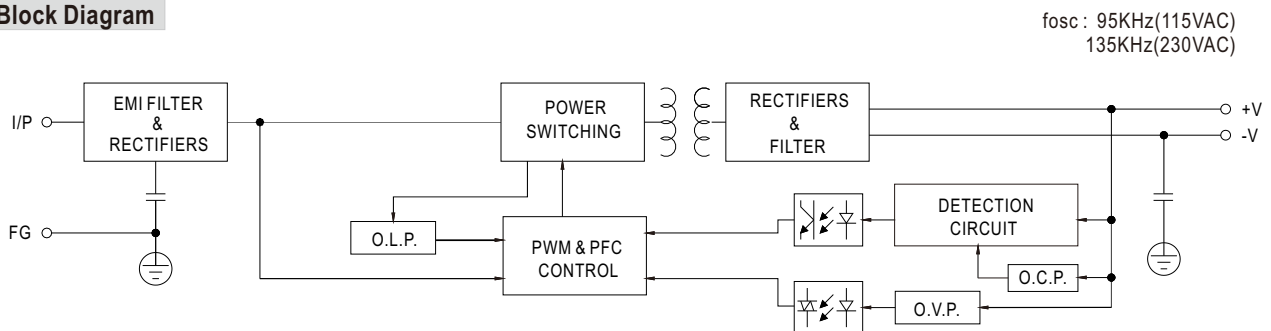 Block Diagram
fosc : 95KHz(115VAC)
135KHz(230VAC)
I/P
EMI FILTER
&
RECTIFIERS
POWER
SWITCHING
RECTIFIERS
&
FILTER
+V
-V
FG
O.L.P.
PWM & PFC
CONTROL
DETECTION
CIRCUIT
O.C.P.
O.V.P.